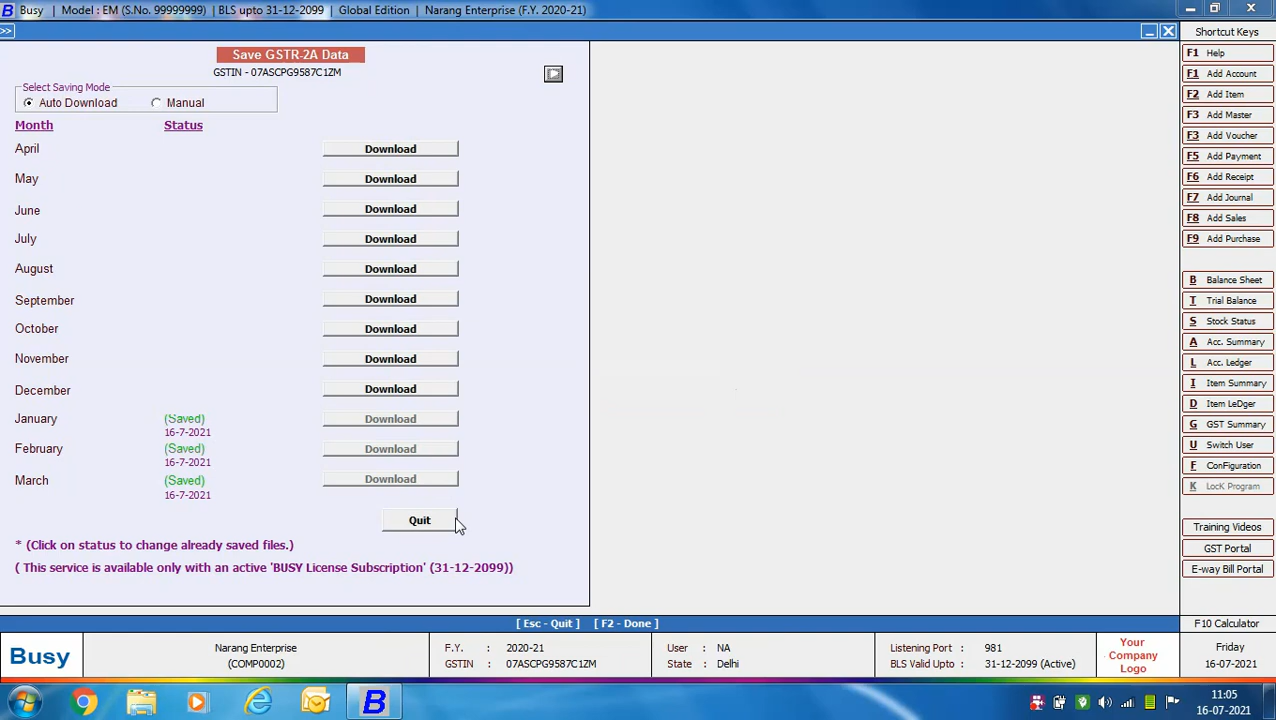 Busy Model : EM (S.No. 99999999) BLS upto 31-12-2099 Global Edition Narang Enterprise (F.Y. 2020-21)
>>
Save GSTR-2A Data
GSTIN - 07ASCPG9587C1ZM
Select Saving Mode
Auto Download Manual
Month Status
April Download
May Download
June Download
July Download
August Download
September Download
October Download
November Download
December Download
January (Saved) Download
16-7-2021
February (Saved) Download
16-7-2021
March (Saved) Download
16-7-2021
Quit
* (Click on status to change already saved files.)
( This service is available only with an active 'BUSY License Subscription' (31-12-2099))
[ Esc - Quit ] [ F2 - Done ]
Shortcut Keys
F1 Help
F1 Add Account
F2 Add Item
F3 Add Master
F3 Add Voucher
F5 Add Payment
F6 Add Receipt
F7 Add Journal
F8 Add Sales
F9 Add Purchase
B Balance Sheet
T Trial Balance
S Stock Status
A Acc. Summary
L Acc. Ledger
I Item Summary
D Item LeDger
G GST Summary
U Switch User
F ConFiguration
K LocK Program
Training Videos
GST Portal
E-way Bill Portal
F10 Calculator
Busy
Narang Enterprise
(COMP0002)
F.Y. : 2020-21
GSTIN : 07ASCPG9587C1ZM
User : NA
State : Delhi
Listening Port : 981
BLS Valid Upto : 31-12-2099 (Active)
Your
Company
Logo
Friday
16-07-2021
B
11:05
16-07-2021